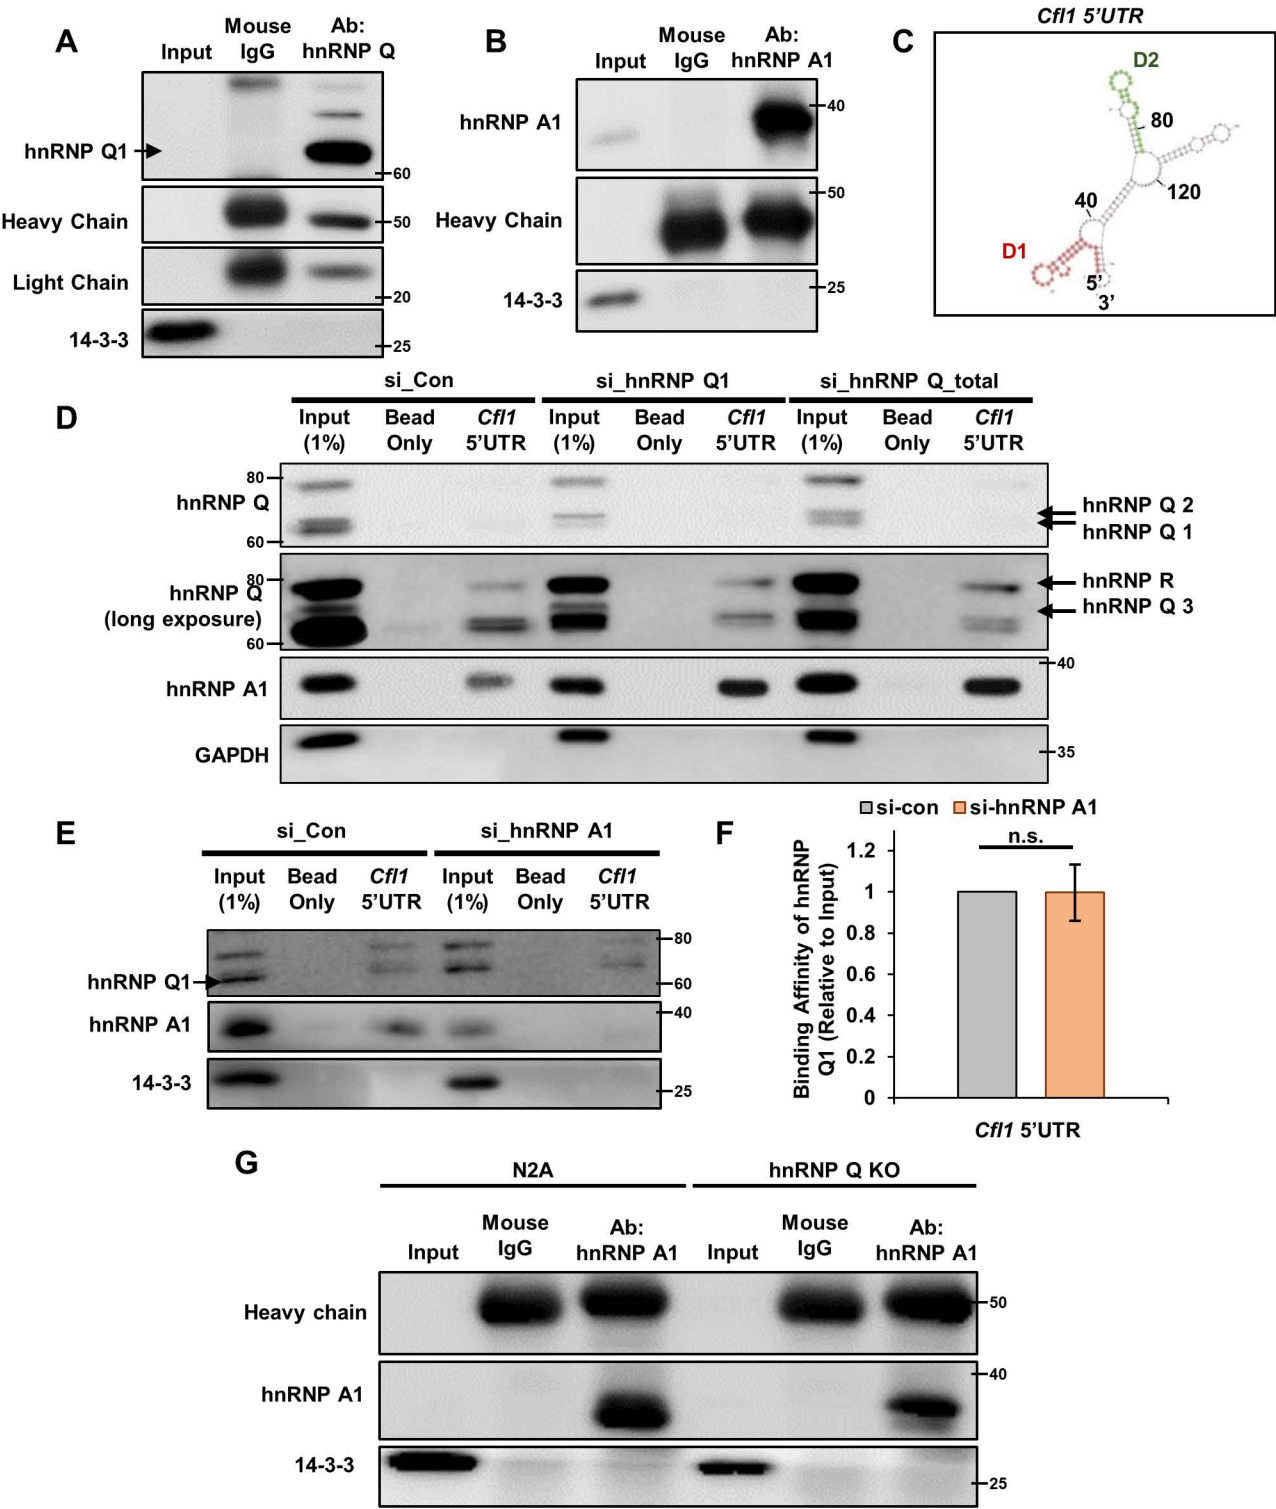 A
Input
Mouse
IgG
Ab:
hnRNP Q
hnRNP Q1
60
Heavy Chain
50
Light Chain
20
14-3-3
25
B
Input
Mouse
IgG
Ab:
hnRNP A1
hnRNP A1
40
Heavy Chain
50
14-3-3
25
C
Cfl1 5’UTR
D2
80
40
120
D1
5’
3’
D
si_Con
si_hnRNP Q1
si_hnRNP Q_total
Input
(1%)
Bead
Only
Cfl1
5’UTR
Input
(1%)
Bead
Only
Cfl1
5’UTR
Input
(1%)
Bead
Only
Cfl1
5’UTR
hnRNP Q
80
60
hnRNP Q 2
hnRNP Q 1
hnRNP Q
(long exposure)
80
60
hnRNP R
hnRNP Q 3
hnRNP A1
40
GAPDH
35
E
si_Con
si_hnRNP A1
Input
(1%)
Bead
Only
Cfl1
5’UTR
Input
(1%)
Bead
Only
Cfl1
5’UTR
hnRNP Q1
80
60
hnRNP A1
40
14-3-3
25
F
si-con
si-hnRNP A1
n.s.
Binding Affinity of hnRNP
Q1 (Relative to Input)
1.2
1
0.8
0.6
0.4
0.2
0
Cfl1 5’UTR
G
N2A
hnRNP Q KO
Input
Mouse
IgG
Ab:
hnRNP A1
Input
Mouse
IgG
Ab:
hnRNP A1
Heavy chain
50
hnRNP A1
40
14-3-3
25